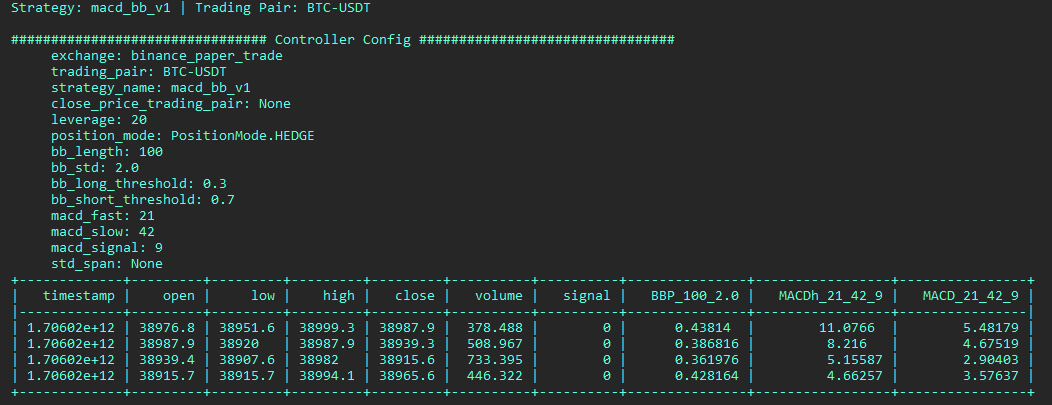 Strategy: macd_bb_v1 | Trading Pair: BTC-USDT
################################ Controller Config ################################
exchange: binance_paper_trade
trading_pair: BTC-USDT
strategy_name: macd_bb_v1
close_price_trading_pair: None
leverage: 20
position_mode: PositionMode.HEDGE
bb_length: 100
bb_std: 2.0
bb_long_threshold: 0.3
bb_short_threshold: 0.7
macd_fast: 21
macd_slow: 42
macd_signal: 9
std_span: None
+-------------+---------+---------+---------+---------+----------+----------+--------------+-----------------+----------------+
|   timestamp |    open |     low |    high |   close |   volume |   signal |   BBP_100_2.0 |   MACDh_21_42_9 |   MACD_21_42_9 |
|-------------+---------+---------+---------+---------+----------+----------+--------------+-----------------+----------------|
| 1.70602e+12 | 38976.8 | 38951.6 | 38999.3 | 38987.9 |  378.488 |        0 |      0.43814  |        11.0766  |        5.48179 |
| 1.70602e+12 | 38987.9 | 38920   | 38987.9 | 38939.3 |  508.967 |        0 |      0.386816 |         8.216   |        4.67519 |
| 1.70602e+12 | 38939.4 | 38907.6 | 38982   | 38915.6 |  733.395 |        0 |      0.361976 |         5.15587 |        2.90403 |
| 1.70602e+12 | 38915.7 | 38915.7 | 38994.1 | 38965.6 |  446.322 |        0 |      0.428164 |         4.66257 |        3.57637 |
+-------------+---------+---------+---------+---------+----------+----------+--------------+-----------------+----------------+